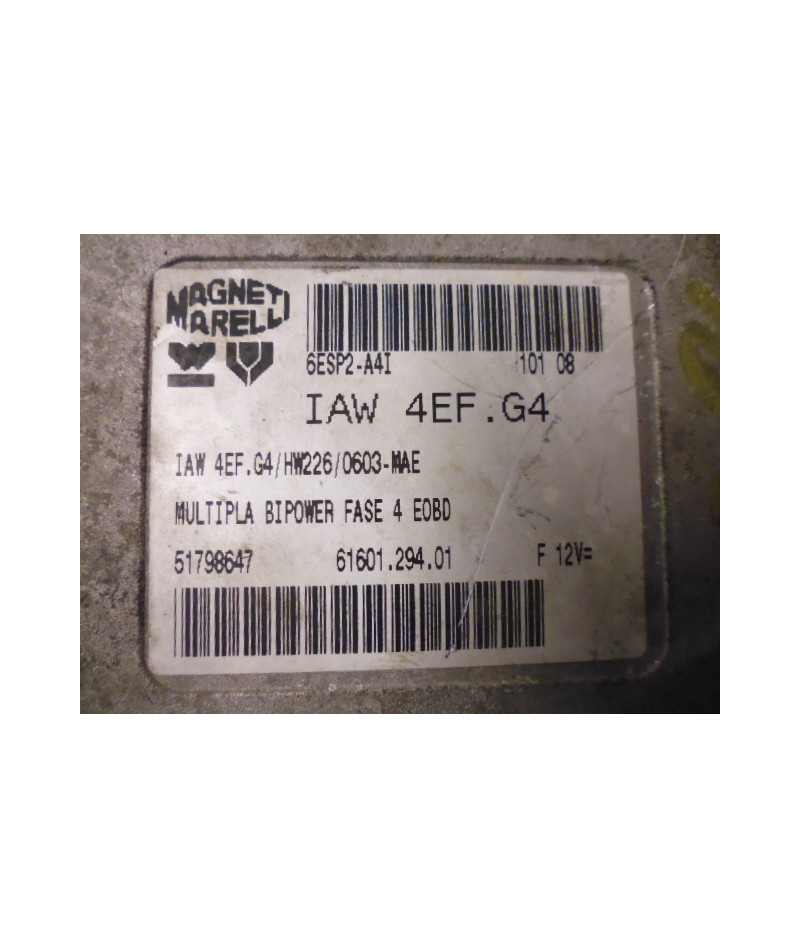 MAGNETI
MARELLI
6ESP2-A4I 101 08
IAW 4EF.G4
IAW 4EF.G4/HW226/0603-MAE
MULTIPLA BIPOWER FASE 4 EOBD
51798647 61601.294.01 F 12V=